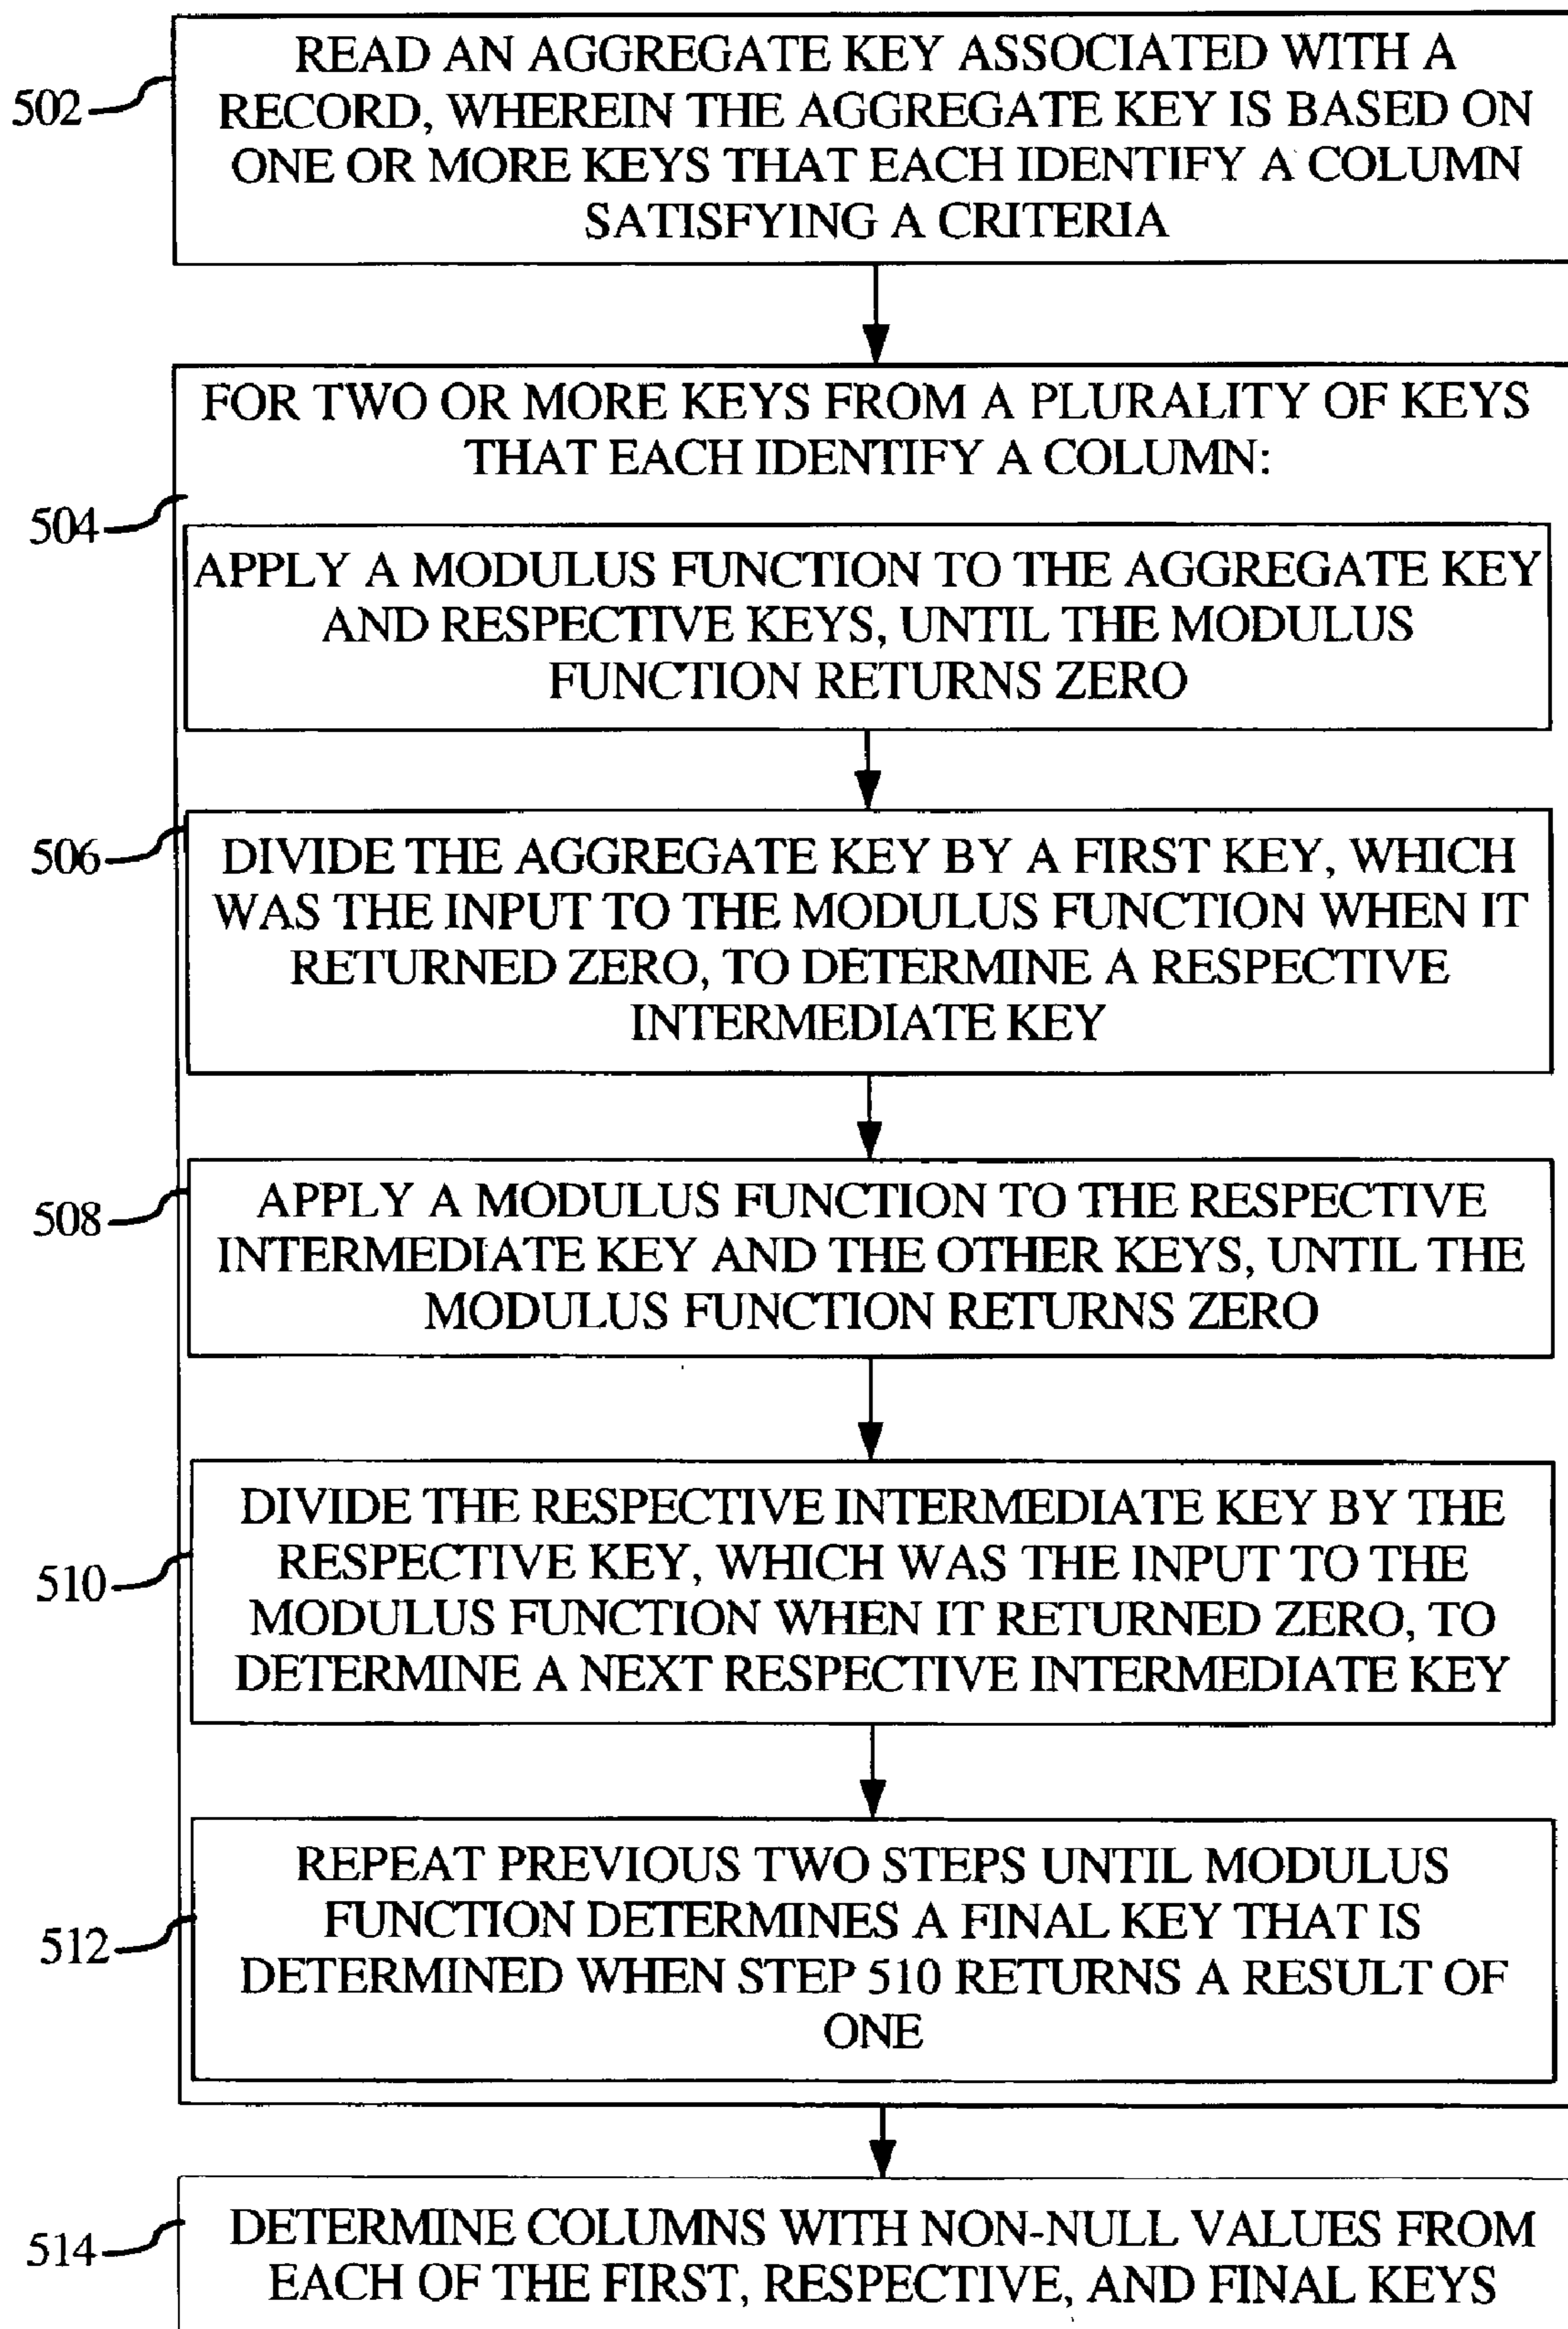 READ AN AGGREGATE KEY ASSOCIATED WITH A
502
RECORD, WHEREIN THE AGGREGATE KEY IS BASED ON
ONE OR MORE KEYS THAT EACH IDENTIFY A COLUMN
SATISFYING A CRITERIA
FOR TWO OR MORE KEYS FROM A PLURALITY OF KEYS
THAT EACH IDENTIFY A COLUMN:
504
APPLY A MODULUS FUNCTION TO THE AGGREGATE KEY
AND RESPECTIVE KEYS, UNTIL THE MODULUS
FUNCTION RETURNS ZERO
506
DIVIDE THE AGGREGATE KEY BY A FIRST KEY, WHICH
WAS THE INPUT TO THE MODULUS FUNCTION WHEN IT
RETURNED ZERO, TO DETERMINE A RESPECTIVE
INTERMEDIATE KEY
508
APPLY A MODULUS FUNCTION TO THE RESPECTIVE
INTERMEDIATE KEY AND THE OTHER KEYS, UNTIL THE
MODULUS FUNCTION RETURNS ZERO
DIVIDE THE RESPECTIVE INTERMEDIATE KEY BY THE
RESPECTIVE KEY, WHICH WAS THE INPUT TO THE
510
MODULUS FUNCTION WHEN IT RETURNED ZERO, TO
DETERMINE A NEXT RESPECTIVE INTERMEDIATE KEY
REPEAT PREVIOUS TWO STEPS UNTIL MODULUS
FUNCTION DETERMINES A FINAL KEY THAT IS
512
DETERMINED WHEN STEP 510 RETURNS A RESULT OF
ONE
514
DETERMINE COLUMNS WITH NON-NULL VALUES FROM
EACH OF THE FIRST, RESPECTIVE, AND FINAL KEYS